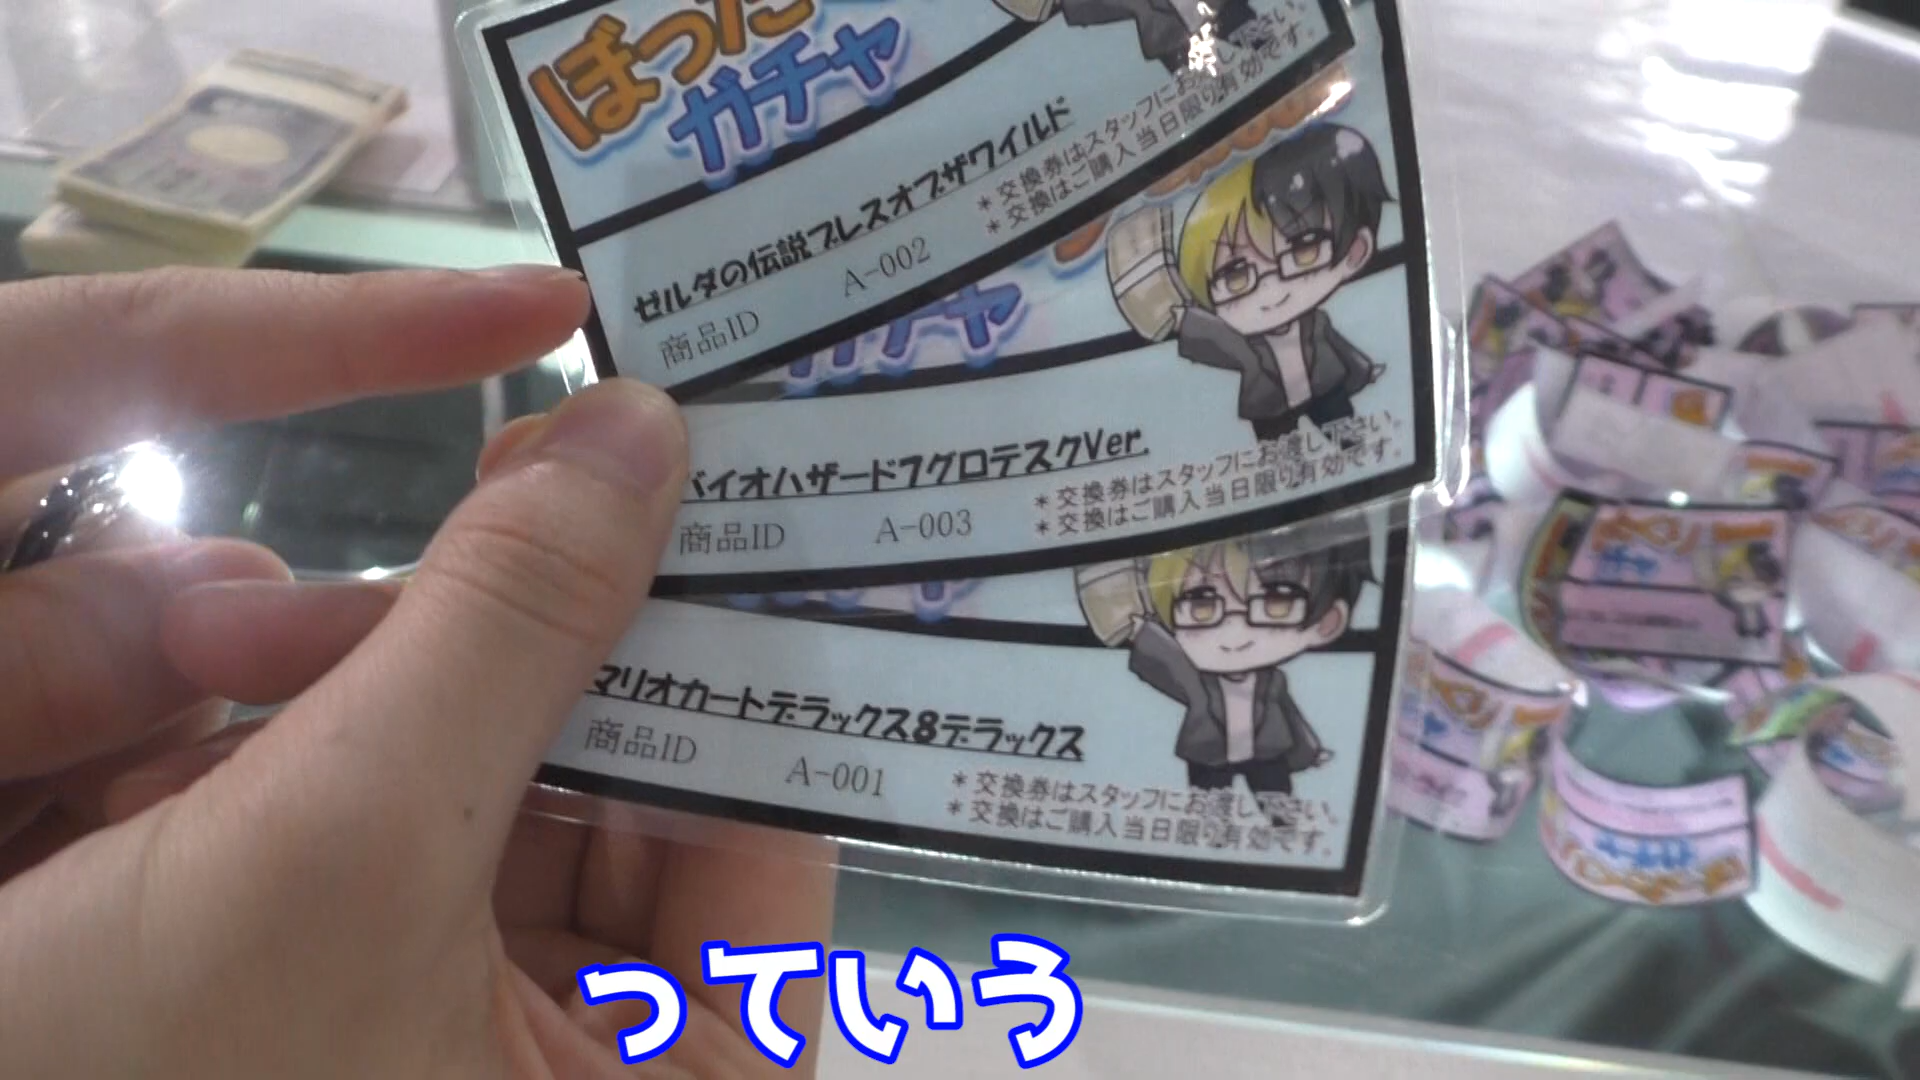 ぼった
ガチャ
ゼルダの伝説ブレスオブザワイルド
商品ID A-002
＊交換券はスタッフにお渡し下さい。
＊交換はご購入当日限り有効です。
ガチャ
バイオハザード7グロテスクVer.
商品ID A-003
＊交換券はスタッフにお渡し下さい。
＊交換はご購入当日限り有効です。
マリオカートデラックス8デラックス
商品ID A-001
＊交換券はスタッフにお渡し下さい。
＊交換はご購入当日限り有効です。
っていう